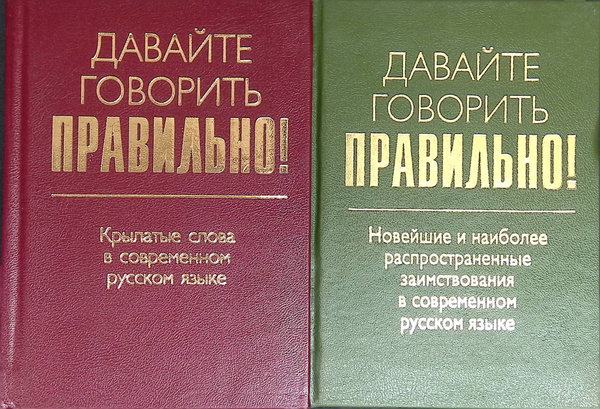 ДАВАЙТЕ
ГОВОРИТЬ
ПРАВИЛЬНО!
Крылатые слова
в современном
русском языке
ДАВАЙТЕ
ГОВОРИТЬ
ПРАВИЛЬНО!
Новейшие и наиболее
распространенные
заимствования
в современном
русском языке